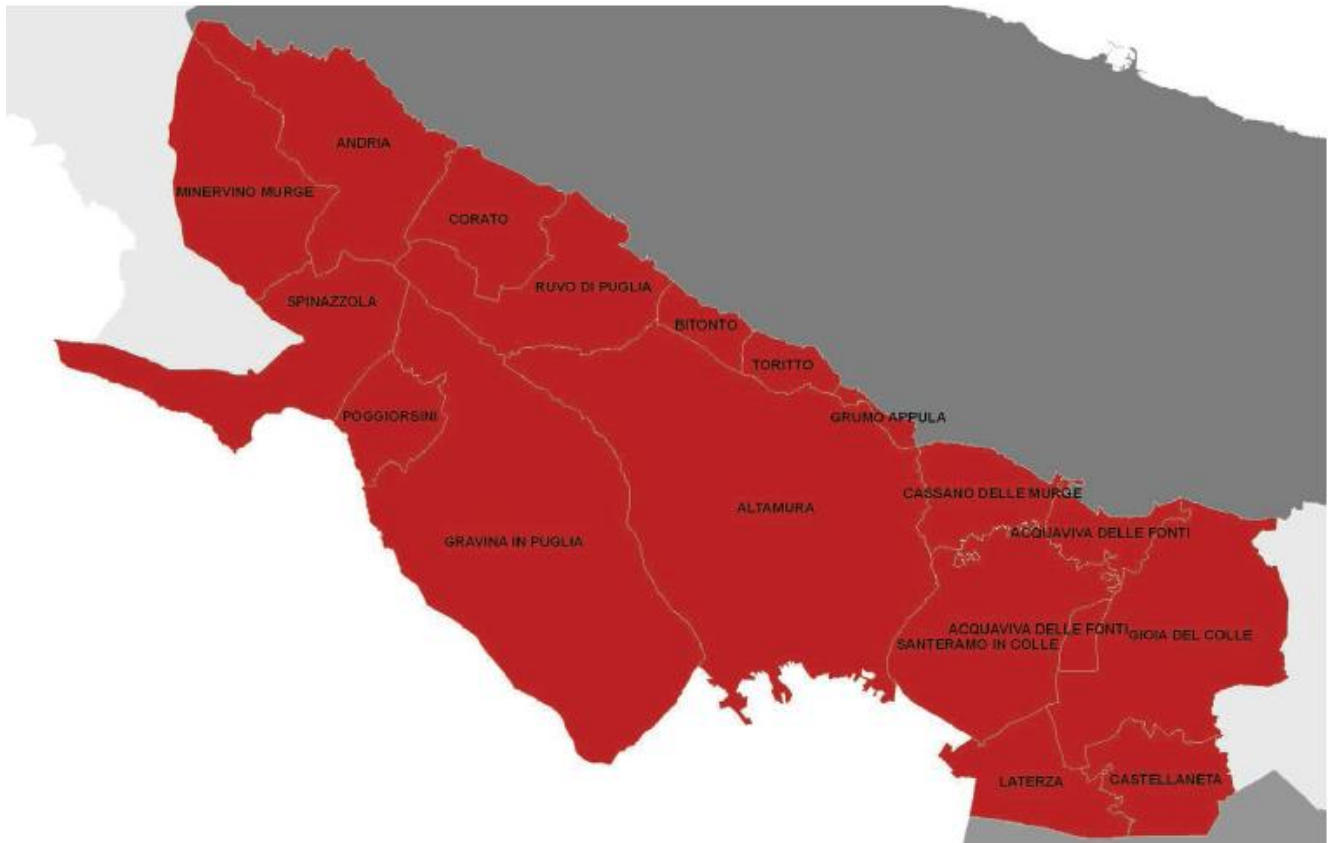 ANDRIA
MINERVINO MURGE
CORATO
RUVO DI PUGLIA
SPINAZZOLA
BITONTO
TORITTO
POGGIORSINI
GRUMO APPULA
CASSANO DELLE MURGE
ALTAMURA
ACQUAVIVA DELLE FONTI
GRAVINA IN PUGLIA
ACQUAVIVA DELLE FONTI
GIOIA DEL COLLE
SANTERAMO IN COLLE
LATERZA
CASTELLANETA